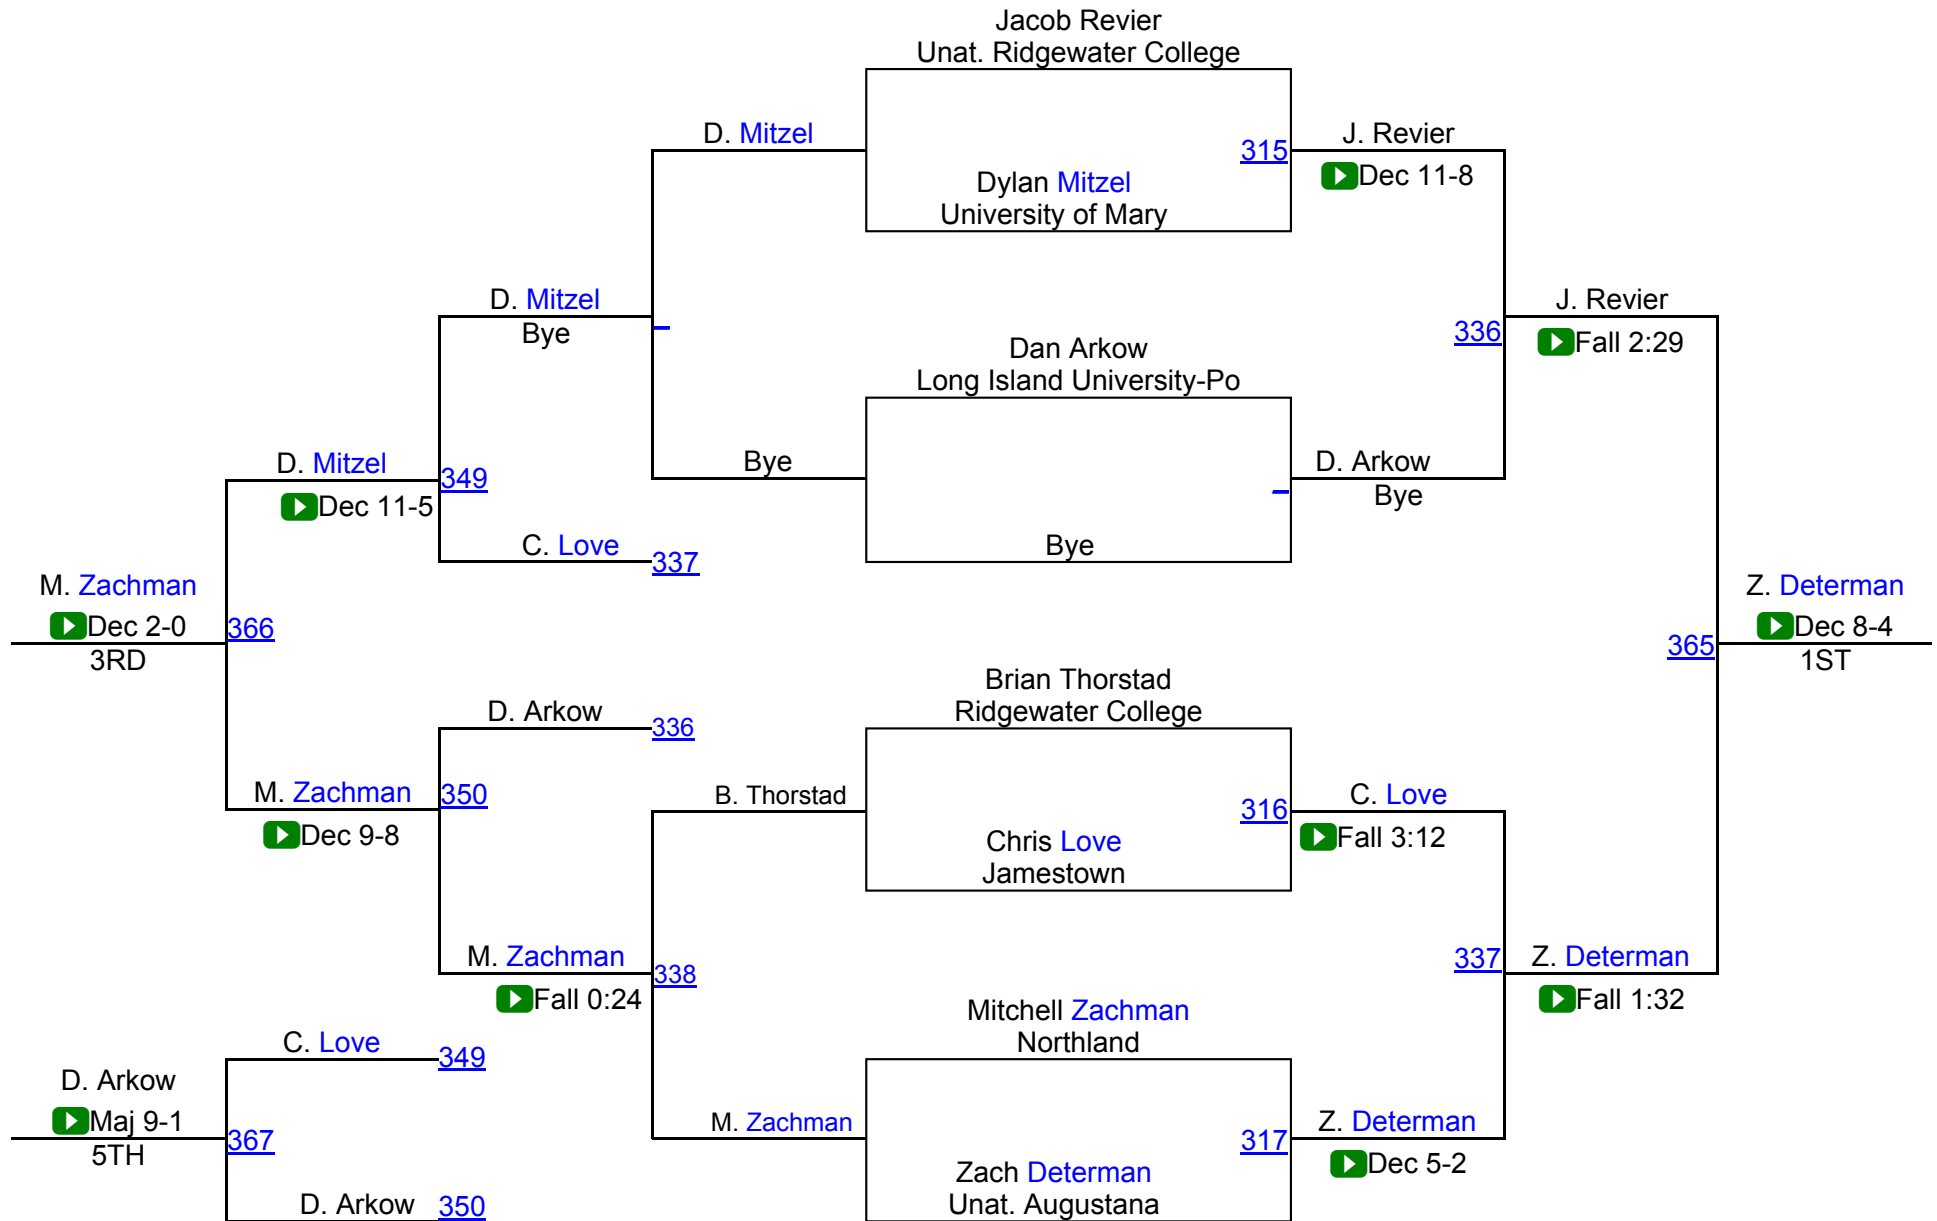 Jacob Revier
Unat. Ridgewater College
D. Mitzel
315
J. Revier
Dec 11-8
Dylan Mitzel
University of Mary
D. Mitzel
Bye
J. Revier
336
Fall 2:29
Dan Arkow
Long Island University-Po
D. Mitzel
349
Dec 11-5
Bye
D. Arkow
Bye
C. Love
337
Bye
M. Zachman
Dec 2-0
366
3RD
Z. Determan
Dec 8-4
365
1ST
Brian Thorstad
Ridgewater College
D. Arkow
336
M. Zachman
350
Dec 9-8
B. Thorstad
316
C. Love
Fall 3:12
Chris Love
Jamestown
M. Zachman
338
Fall 0:24
337
Z. Determan
Fall 1:32
Mitchell Zachman
Northland
C. Love
349
D. Arkow
Maj 9-1
367
5TH
M. Zachman
317
Z. Determan
Dec 5-2
Zach Determan
Unat. Augustana
D. Arkow
350